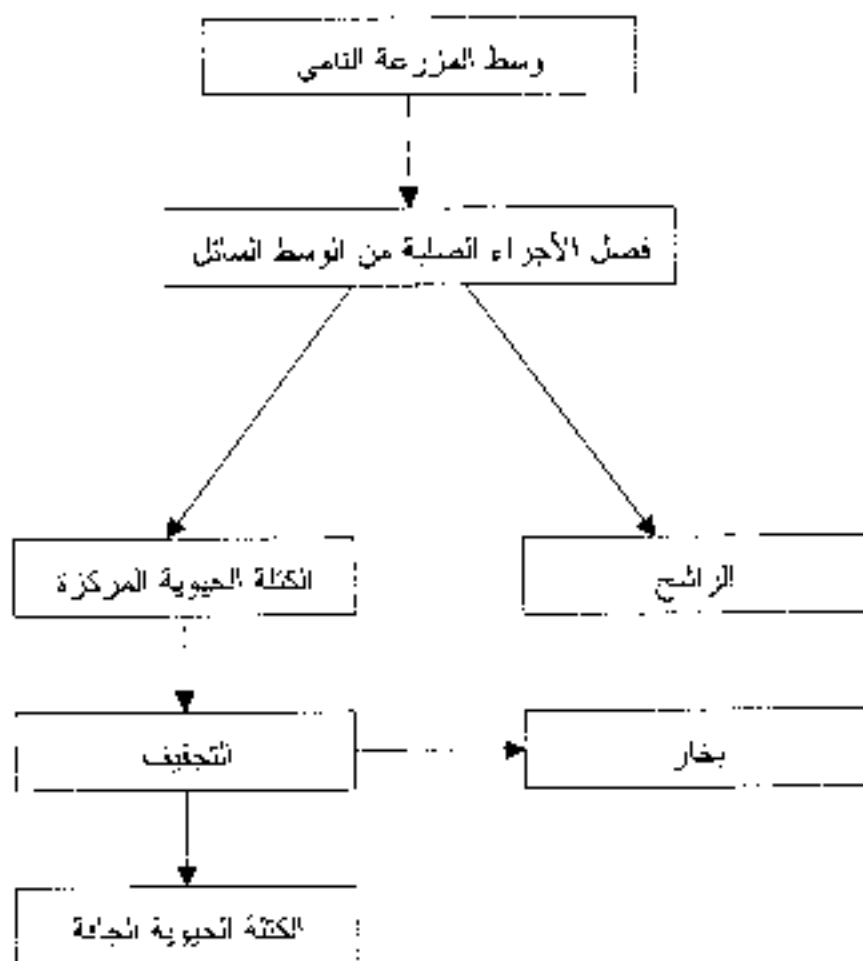 وسط المزرعة النامي
فصل الأجزاء الصلبة من الوسط السائل
الكتلة الحيوية المركزة
الراشح
التجفيف
بخار
الكتلة الحيوية الجافة